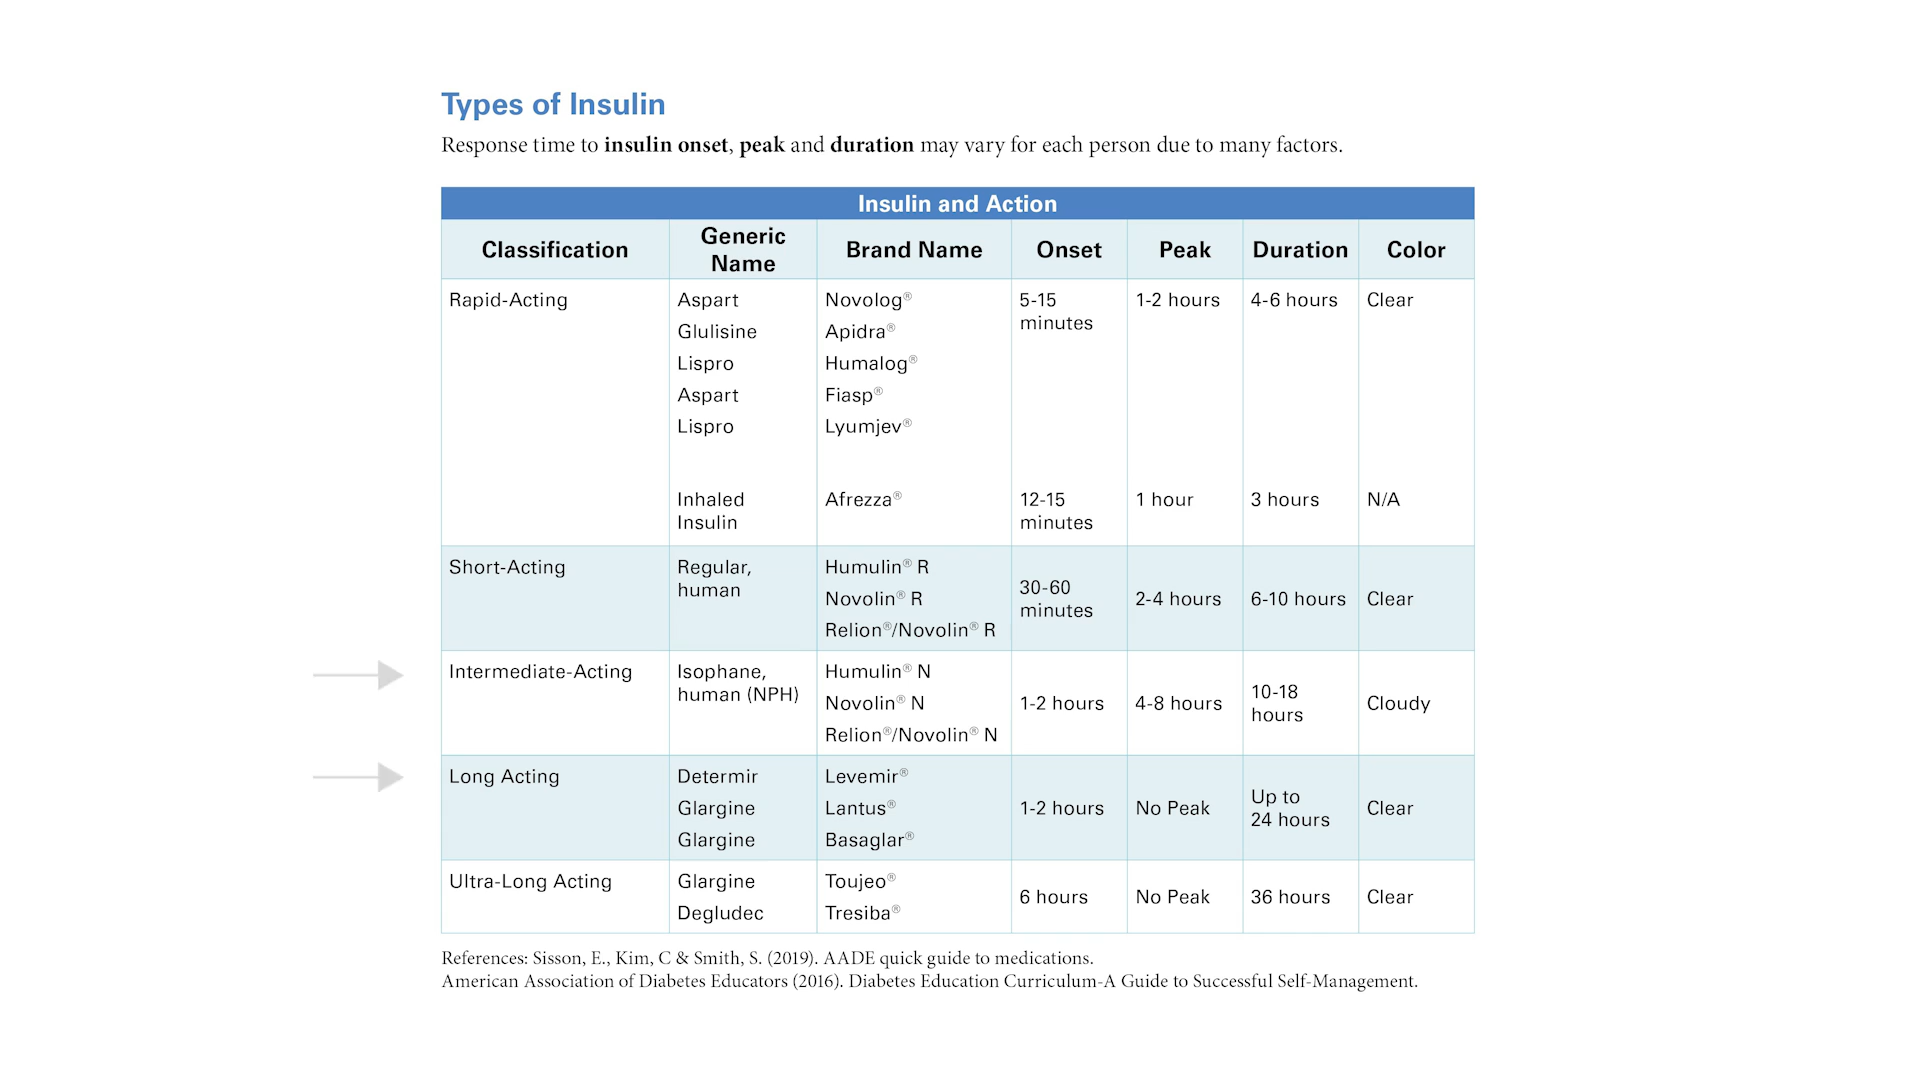 Types of Insulin
Response time to insulin onset, peak and duration may vary for each person due to many factors.
Insulin and Action
Classification
Generic
Name
Brand Name
Onset
Peak
Duration
Color
Rapid-Acting
Aspart
Novolog®
5-15
minutes
1-2 hours
4-6 hours
Clear
Glulisine
Apidra®
Lispro
Humalog®
Aspart
Fiasp®
Lispro
Lyumjev®
Inhaled
Insulin
Afrezza®
12-15
minutes
1 hour
3 hours
N/A
Short-Acting
Regular,
human
Humulin® R
Novolin® R
Relion®/Novolin® R
30-60
minutes
2-4 hours
6-10 hours
Clear
Intermediate-Acting
Isophane,
human (NPH)
Humulin® N
Novolin® N
Relion®/Novolin® N
1-2 hours
4-8 hours
10-18
hours
Cloudy
Long Acting
Determir
Levemir®
Glargine
Lantus®
Glargine
Basaglar®
1-2 hours
No Peak
Up to
24 hours
Clear
Ultra-Long Acting
Glargine
Toujeo®
Degludec
Tresiba®
6 hours
No Peak
36 hours
Clear
References: Sisson, E., Kim, C & Smith, S. (2019). AADE quick guide to medications.
American Association of Diabetes Educators (2016). Diabetes Education Curriculum-A Guide to Successful Self-Management.